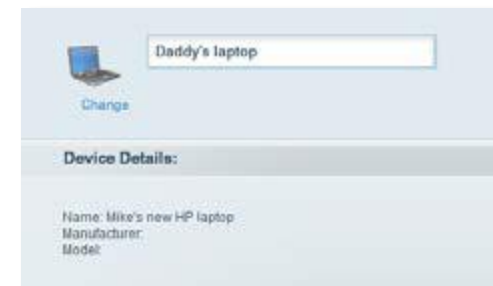 Daddy's laptop
Change
Device Details:
Name: Mike's new HP laptop
Manufacturer:
Model: